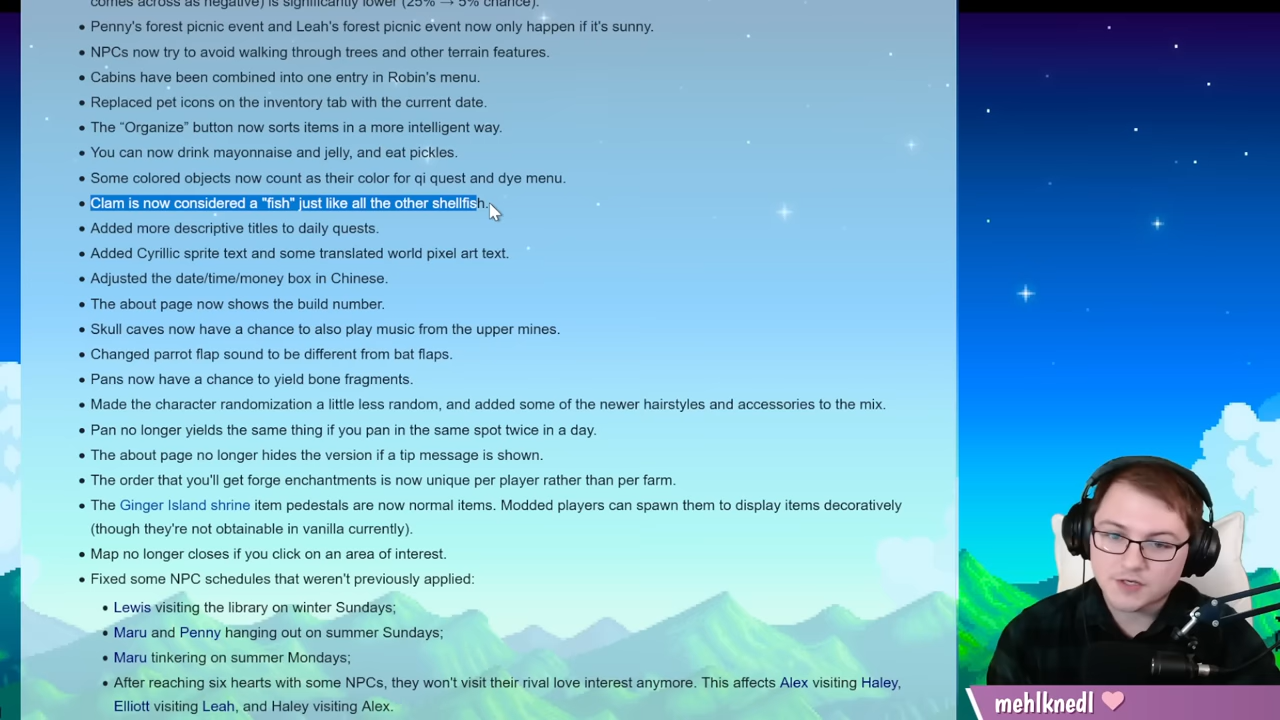 comes across as negative) is significantly lower (25% → 5% chance).
• Penny's forest picnic event and Leah's forest picnic event now only happen if it's sunny.
• NPCs now try to avoid walking through trees and other terrain features.
• Cabins have been combined into one entry in Robin's menu.
• Replaced pet icons on the inventory tab with the current date.
• The “Organize” button now sorts items in a more intelligent way.
• You can now drink mayonnaise and jelly, and eat pickles.
• Some colored objects now count as their color for qi quest and dye menu.
• Clam is now considered a "fish" just like all the other shellfish.
• Added more descriptive titles to daily quests.
• Added Cyrillic sprite text and some translated world pixel art text.
• Adjusted the date/time/money box in Chinese.
• The about page now shows the build number.
• Skull caves now have a chance to also play music from the upper mines.
• Changed parrot flap sound to be different from bat flaps.
• Pans now have a chance to yield bone fragments.
• Made the character randomization a little less random, and added some of the newer hairstyles and accessories to the mix.
• Pan no longer yields the same thing if you pan in the same spot twice in a day.
• The about page no longer hides the version if a tip message is shown.
• The order that you'll get forge enchantments is now unique per player rather than per farm.
• The Ginger Island shrine item pedestals are now normal items. Modded players can spawn them to display items decoratively
(though they're not obtainable in vanilla currently).
• Map no longer closes if you click on an area of interest.
• Fixed some NPC schedules that weren't previously applied:
• Lewis visiting the library on winter Sundays;
• Maru and Penny hanging out on summer Sundays;
• Maru tinkering on summer Mondays;
• After reaching six hearts with some NPCs, they won't visit their rival love interest anymore. This affects Alex visiting Haley,
Elliott visiting Leah, and Haley visiting Alex.
mehlknedl